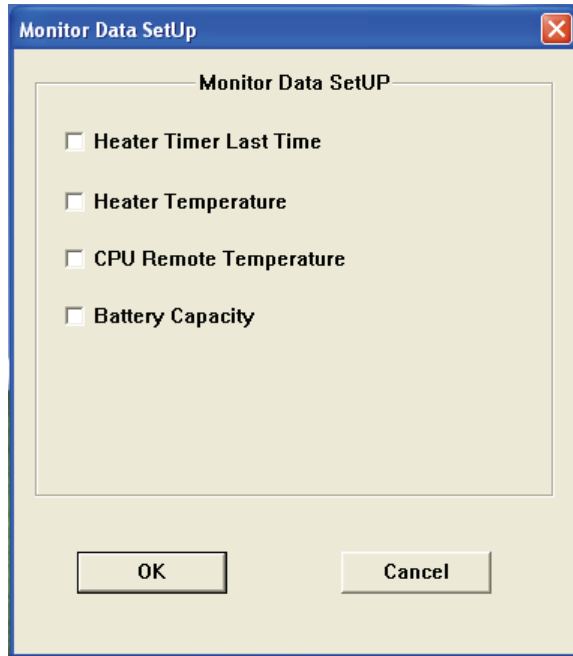 Monitor Data SetUp
Monitor Data SetUP
Heater Timer Last Time
Heater Temperature
CPU Remote Temperature
Battery Capacity
OK
Cancel